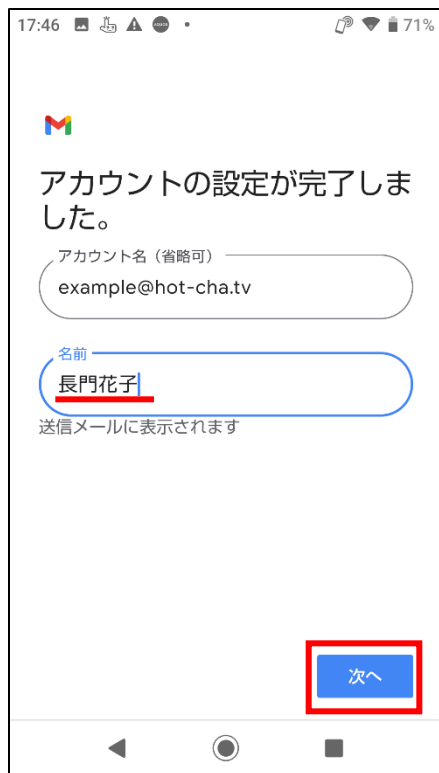 17:46
71%
アカウントの設定が完了しま
した。
アカウント名（省略可）
example@hot-cha.tv
名前
長門花子
送信メールに表示されます
次へ